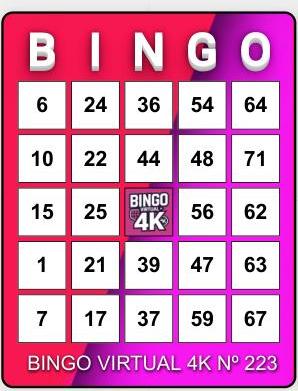 B I N G O
6 24 36 54 64
10 22 44 48 71
15 25 BINGO VIRTUAL 4K 56 62
1 21 39 47 63
7 17 37 59 67
BINGO VIRTUAL 4K Nº 223